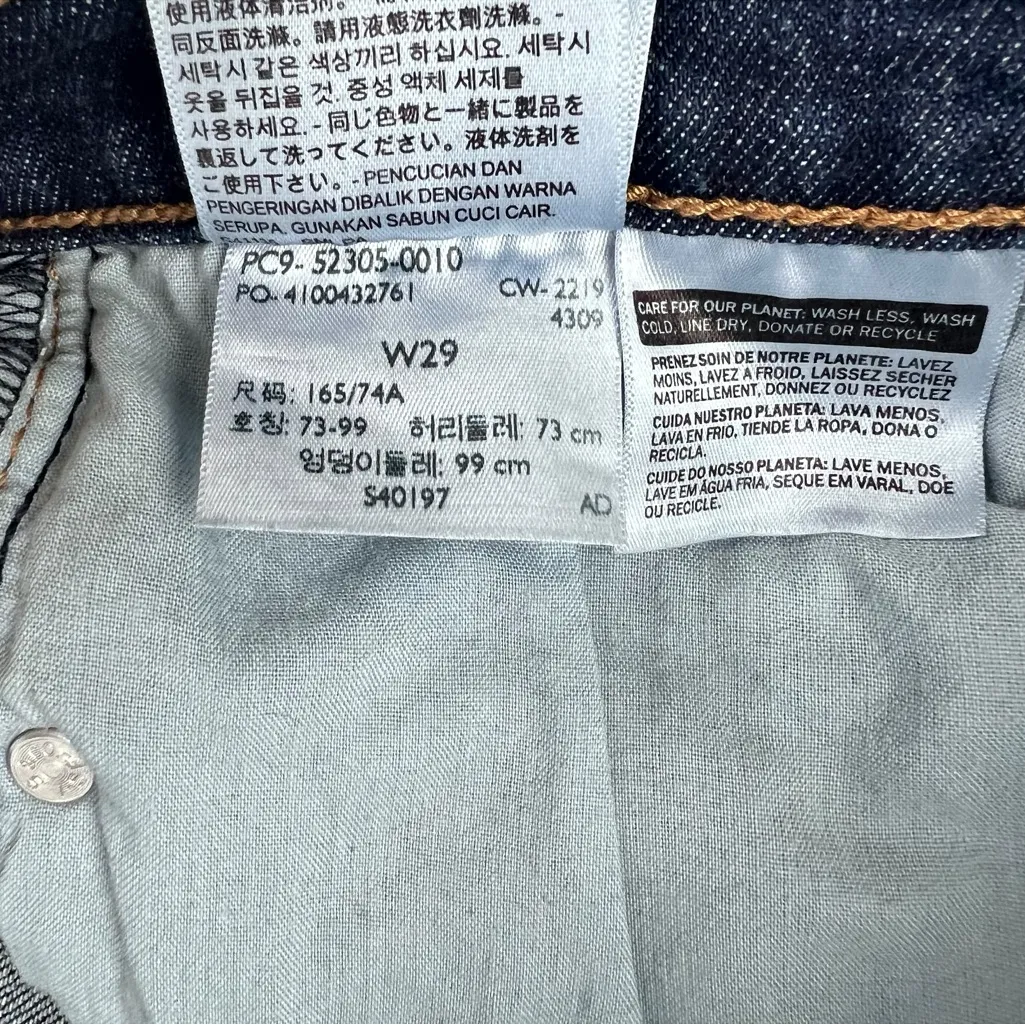 使用液体清洁剂。
同反面洗滌。請用液態洗衣劑洗滌。-
세탁시 같은 색상끼리 하십시요. 세탁시
옷을 뒤집을 것. 중성 액체 세제를
사용하세요. - 同じ色物と一緒に製品を
裏返して洗ってください。液体洗剤を
ご使用下さい。- PENCUCIAN DAN
PENGERINGAN DIBALIK DENGAN WARNA
SERUPA, GUNAKAN SABUN CUCI CAIR.
PC9- 52305-0010
PO- 4100432761 CW- 2219
4309
W29
尺码: 165/74A
호칭: 73-99 허리둘레: 73 cm
엉덩이둘레: 99 cm
S40197 AD
CARE FOR OUR PLANET: WASH LESS, WASH
COLD, LINE DRY, DONATE OR RECYCLE
PRENEZ SOIN DE NOTRE PLANETE: LAVEZ
MOINS, LAVEZ A FROID, LAISSEZ SECHER
NATURELLEMENT, DONNEZ OU RECYCLEZ
CUIDA NUESTRO PLANETA: LAVA MENOS,
LAVA EN FRIO, TIENDE LA ROPA, DONA O
RECICLA.
CUIDE DO NOSSO PLANETA: LAVE MENOS,
LAVE EM ÁGUA FRIA, SEQUE EM VARAL, DOE
OU RECICLE.